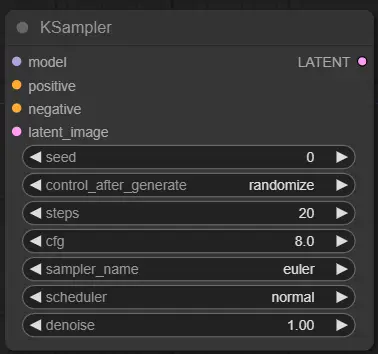 KSampler
model LATENT
positive
negative
latent_image
seed 0
control_after_generate randomize
steps 20
cfg 8.0
sampler_name euler
scheduler normal
denoise 1.00